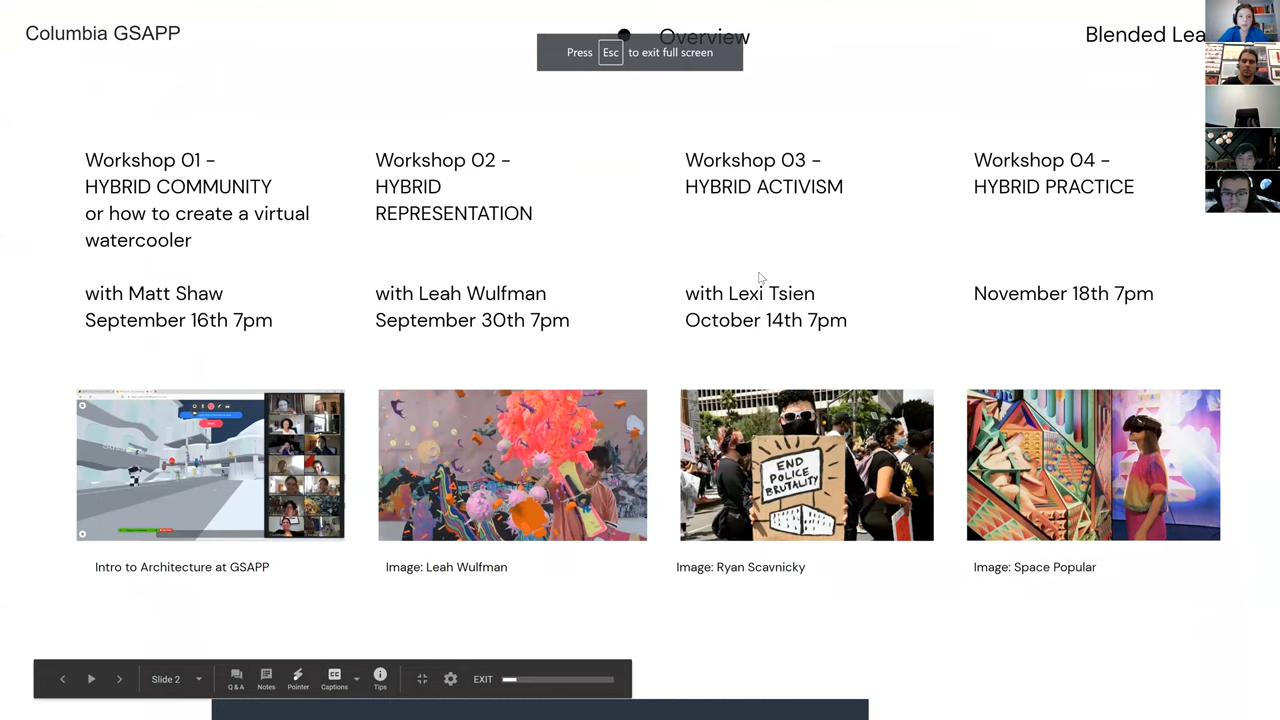 Columbia GSAPP
Overview
Blended Lea
Press Esc to exit full screen
Workshop 01 -
HYBRID COMMUNITY
or how to create a virtual
watercooler
with Matt Shaw
September 16th 7pm
Workshop 02 -
HYBRID
REPRESENTATION
with Leah Wulfman
September 30th 7pm
Workshop 03 -
HYBRID ACTIVISM
with Lexi Tsien
October 14th 7pm
Workshop 04 -
HYBRID PRACTICE
November 18th 7pm
END
POLICE
BRUTALITY
Intro to Architecture at GSAPP
Image: Leah Wulfman
Image: Ryan Scavnicky
Image: Space Popular
Slide 2
Q & A
Notes
Pointer
Captions
Tips
EXIT